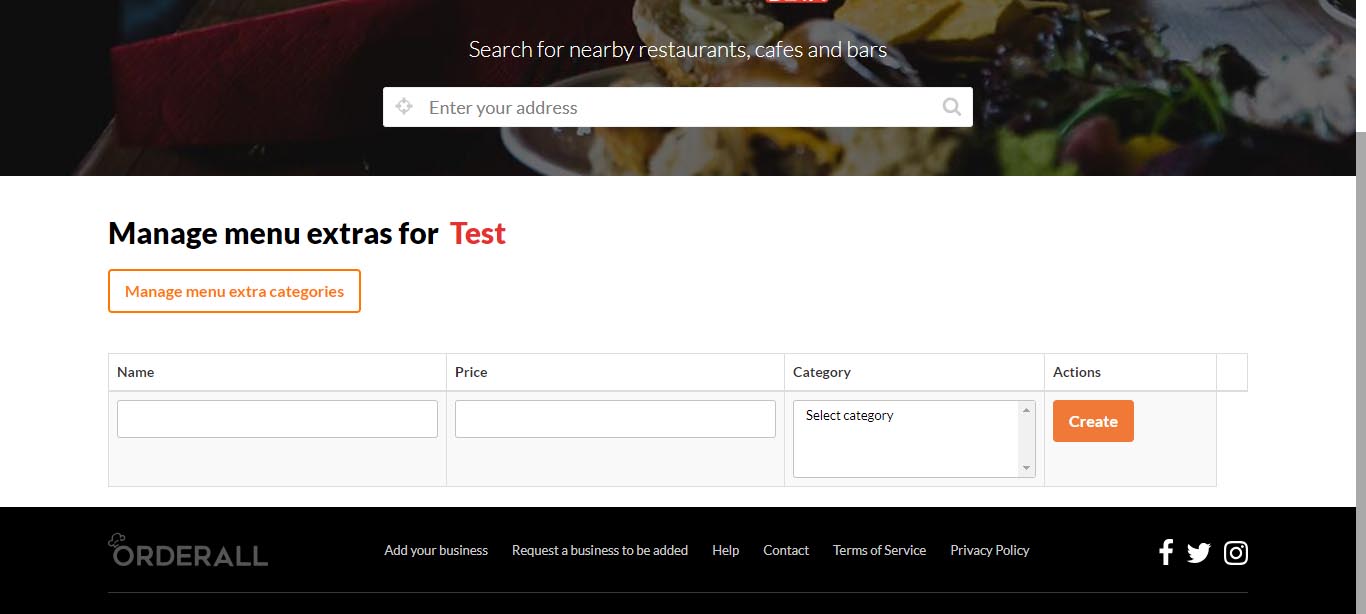 Search for nearby restaurants, cafes and bars
Enter your address
Manage menu extras for Test
Manage menu extra categories
Name Price Category Actions
Select category Create
ORDERALL Add your business Request a business to be added Help Contact Terms of Service Privacy Policy